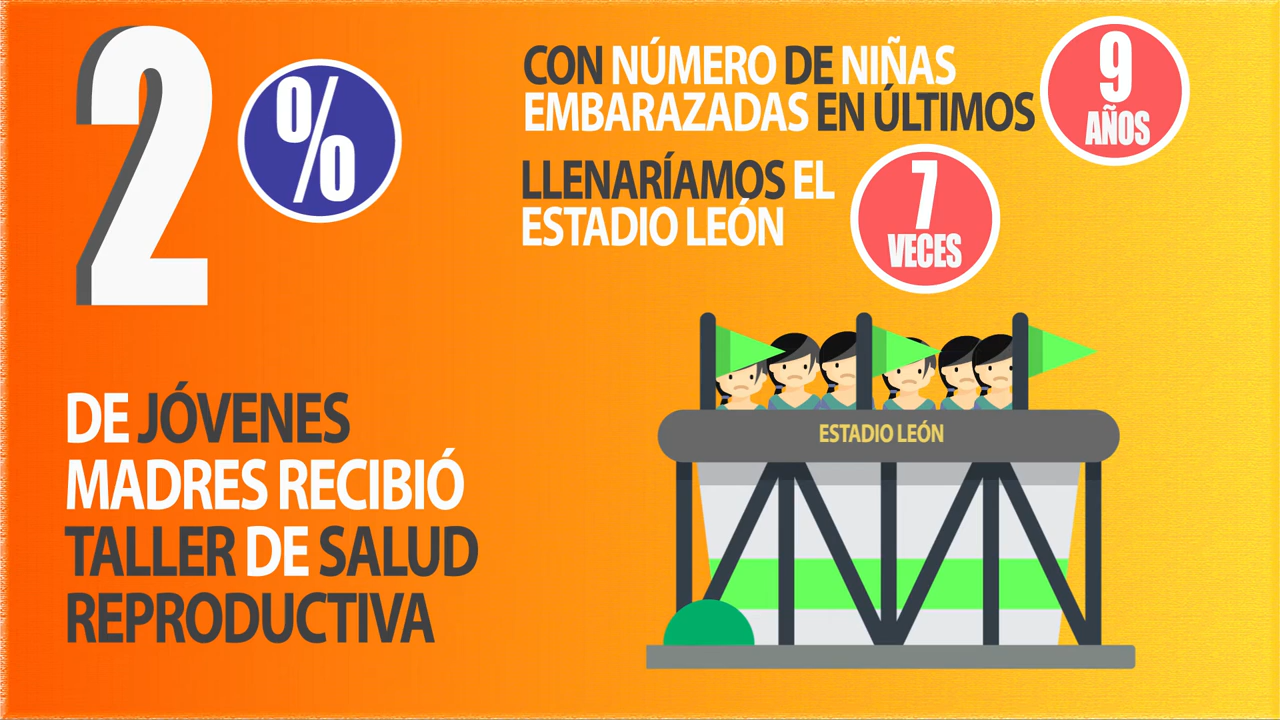 2 %
DE JÓVENES
MADRES RECIBIÓ
TALLER DE SALUD
REPRODUCTIVA
CON NÚMERO DE NIÑAS
EMBARAZADAS EN ÚLTIMOS
9
AÑOS
LLENARÍAMOS EL
ESTADIO LEÓN
7
VECES
ESTADIO LEÓN